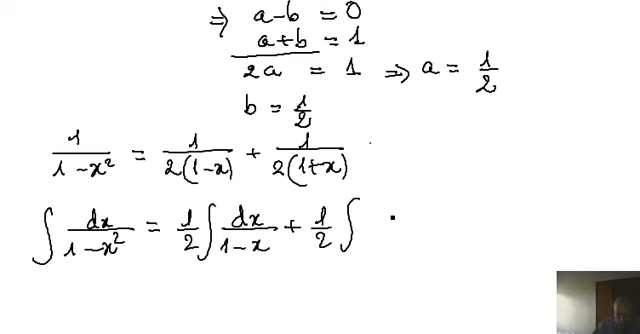 ⇒ a - b = 0
a + b = 1
2a = 1 ⇒ a = 1/2
b = 1/2
1/(1 - x²) = 1/(2(1-x)) + 1/(2(1+x))
∫ dx/(1 - x²) = 1/2 ∫ dx/(1 - x) + 1/2 ∫